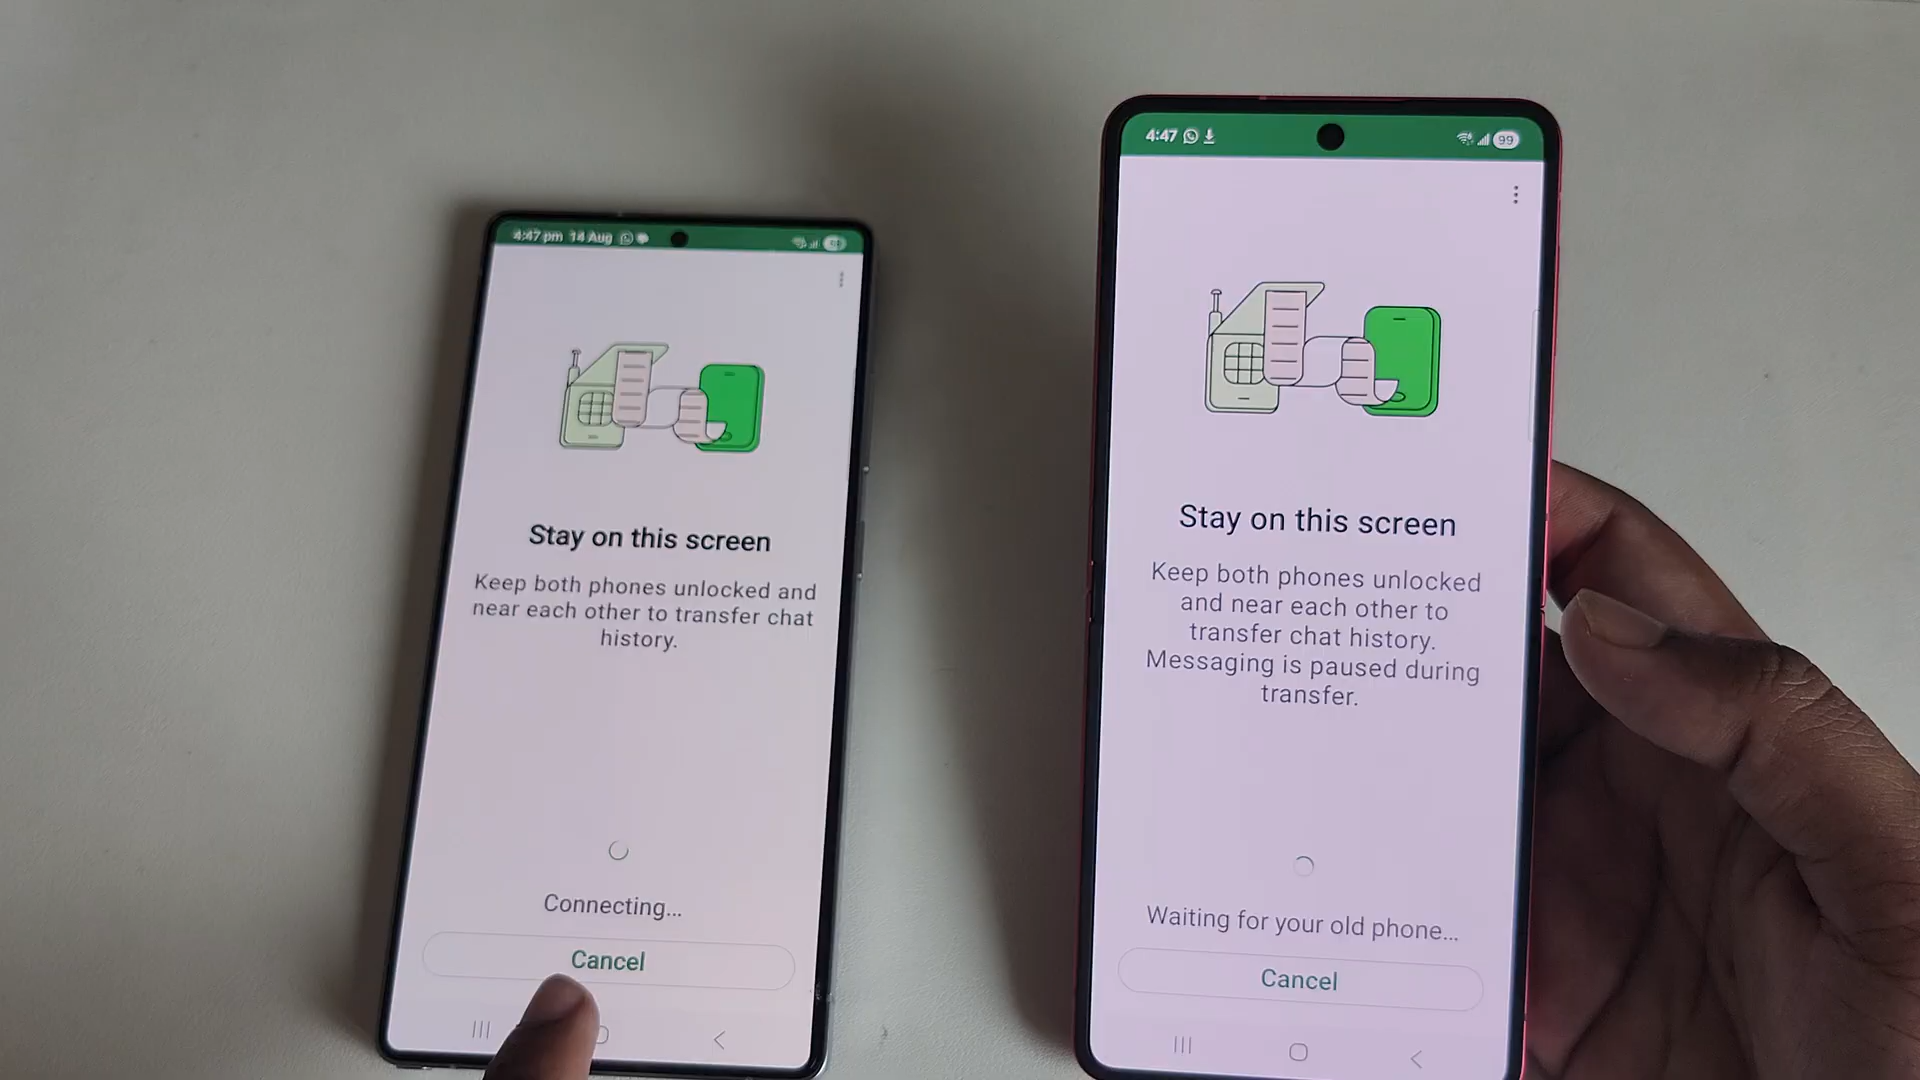 4:47 pm 14 Aug
Stay on this screen
Keep both phones unlocked and
near each other to transfer chat
history.
Connecting...
Cancel
4:47
99
Stay on this screen
Keep both phones unlocked
and near each other to
transfer chat history.
Messaging is paused during
transfer.
Waiting for your old phone...
Cancel